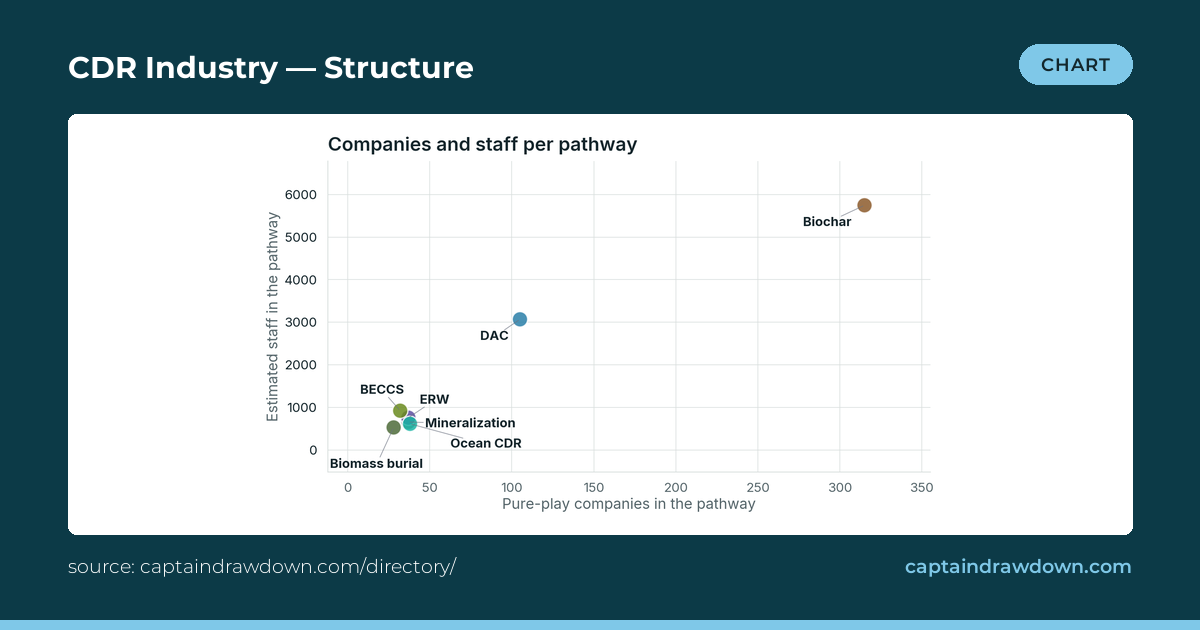 CDR Industry — Structure
CHART
Companies and staff per pathway
Estimated staff in the pathway
6000
5000
4000
3000
2000
1000
0
Biochar
DAC
BECCS
ERW
Mineralization
Ocean CDR
Biomass burial
0 50 100 150 200 250 300 350
Pure-play companies in the pathway
source: captaindrawdown.com/directory/
captaindrawdown.com